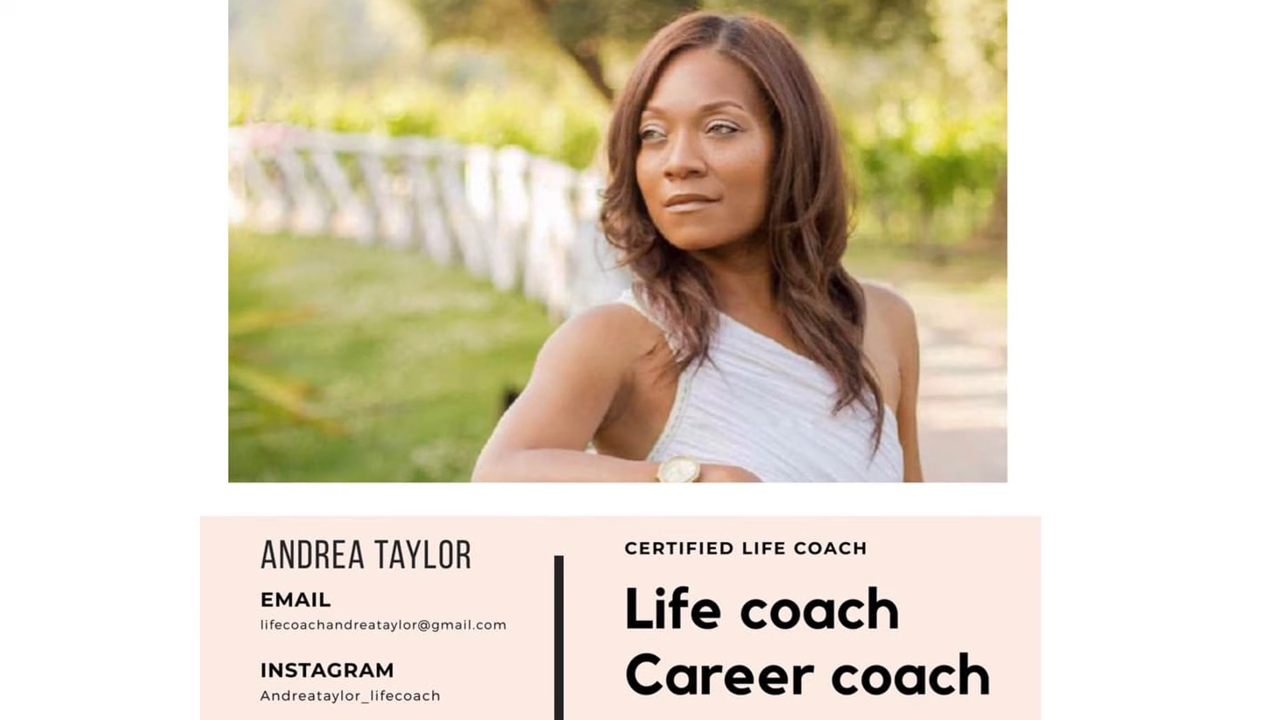 ANDREA TAYLOR
EMAIL
lifecoachandreataylor@gmail.com
INSTAGRAM
Andreataylor_lifecoach
CERTIFIED LIFE COACH
Life coach
Career coach